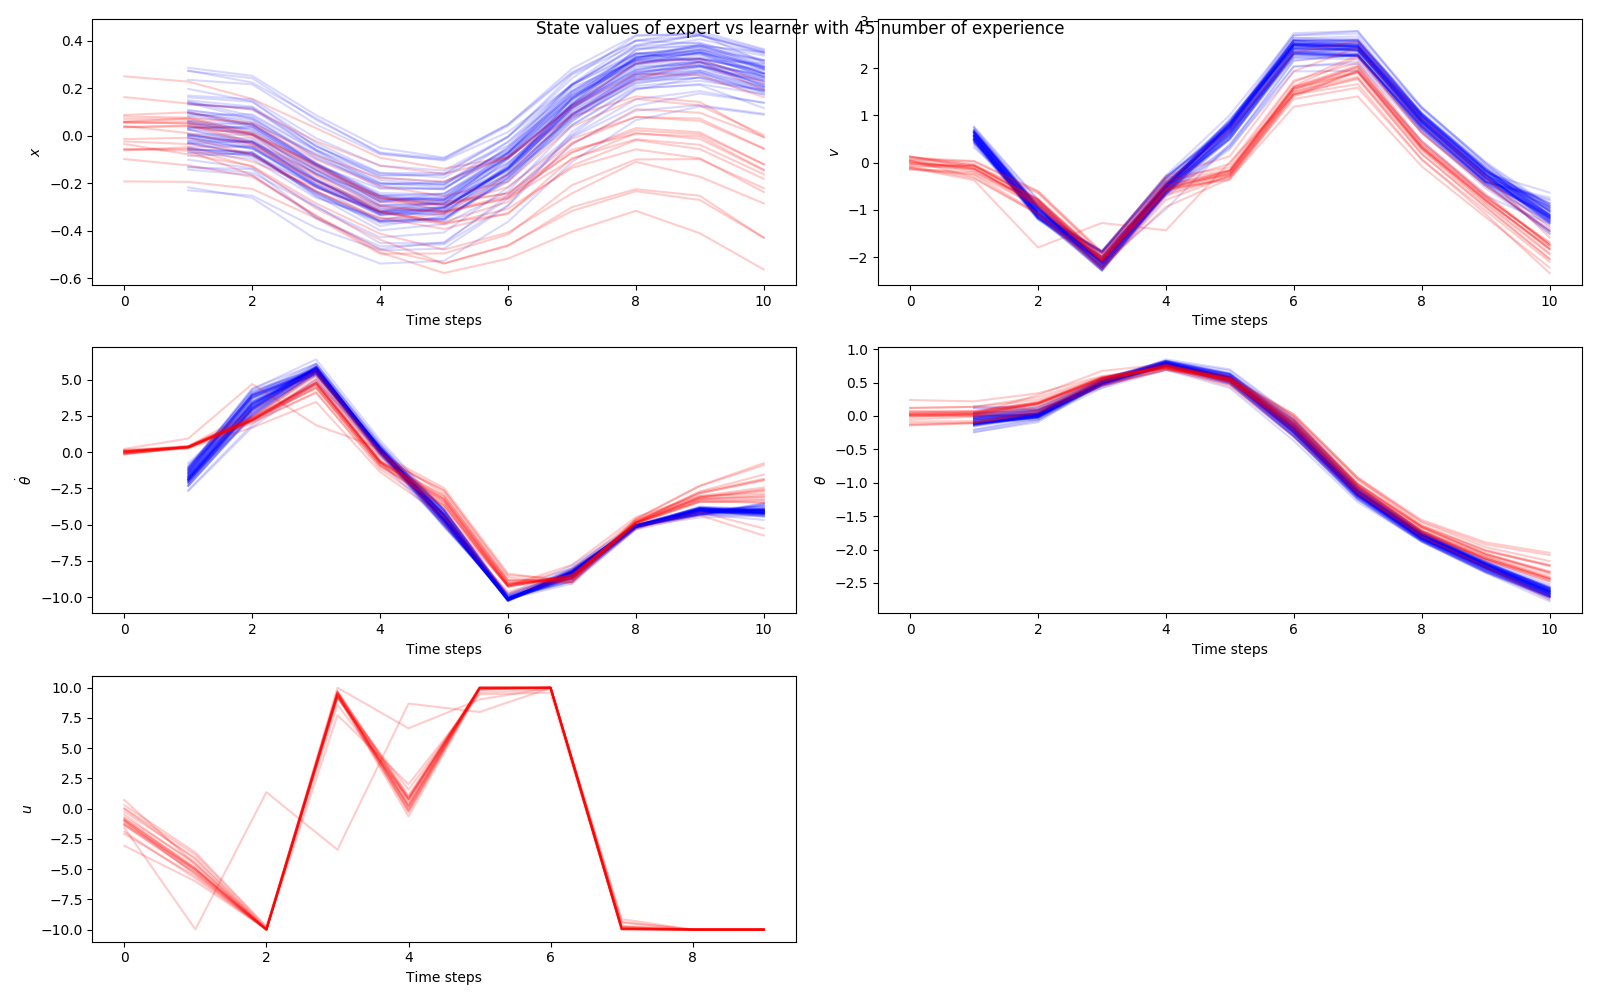 State values of expert vs learner with 45 number of experience
0.4
0.2
0.0
−0.2
−0.4
−0.6
x
0 2 4 6 8 10
Time steps
3
2
1
0
−1
−2
v
0 2 4 6 8 10
Time steps
5.0
2.5
0.0
−2.5
−5.0
−7.5
−10.0
θ̇
0 2 4 6 8 10
Time steps
1.0
0.5
0.0
−0.5
−1.0
−1.5
−2.0
−2.5
θ
0 2 4 6 8 10
Time steps
10.0
7.5
5.0
2.5
0.0
−2.5
−5.0
−7.5
−10.0
u
0 2 4 6 8
Time steps